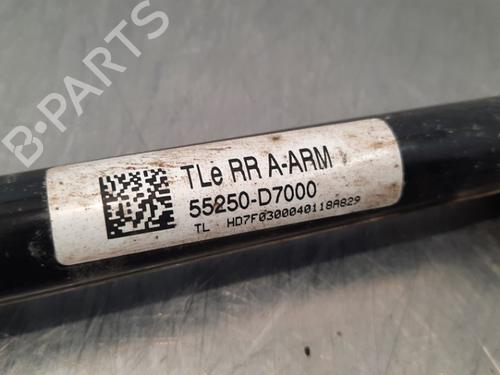 B-PARTS
TLe RR A-ARM
55250-D7000
TL HD7F0300040118A829